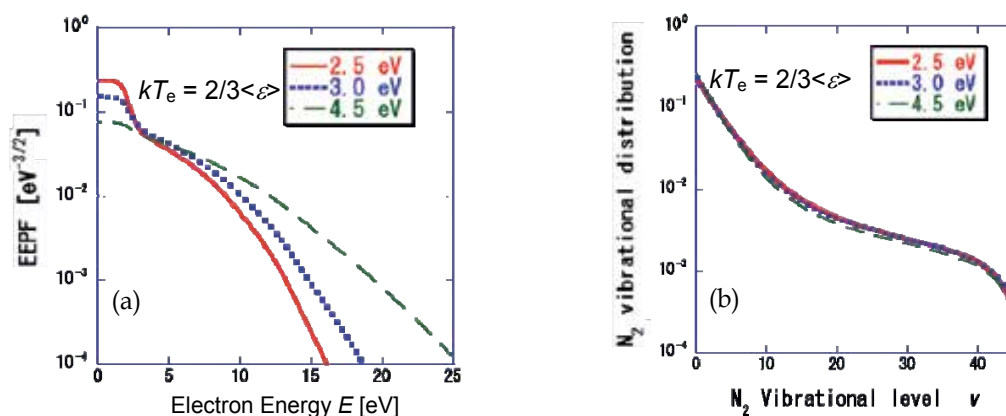 10⁰
10⁻¹
10⁻²
10⁻³
10⁻⁴
EEPF [eV⁻³ᐟ²]
kTₑ = 2/3<ε>
2.5 eV
3.0 eV
4.5 eV
(a)
0 5 10 15 20 25
Electron Energy E [eV]
10⁰
10⁻¹
10⁻²
10⁻³
10⁻⁴
N₂ vibrational distribution
kTₑ = 2/3<ε>
2.5 eV
3.0 eV
4.5 eV
(b)
0 10 20 30 40
N₂ Vibrational level v